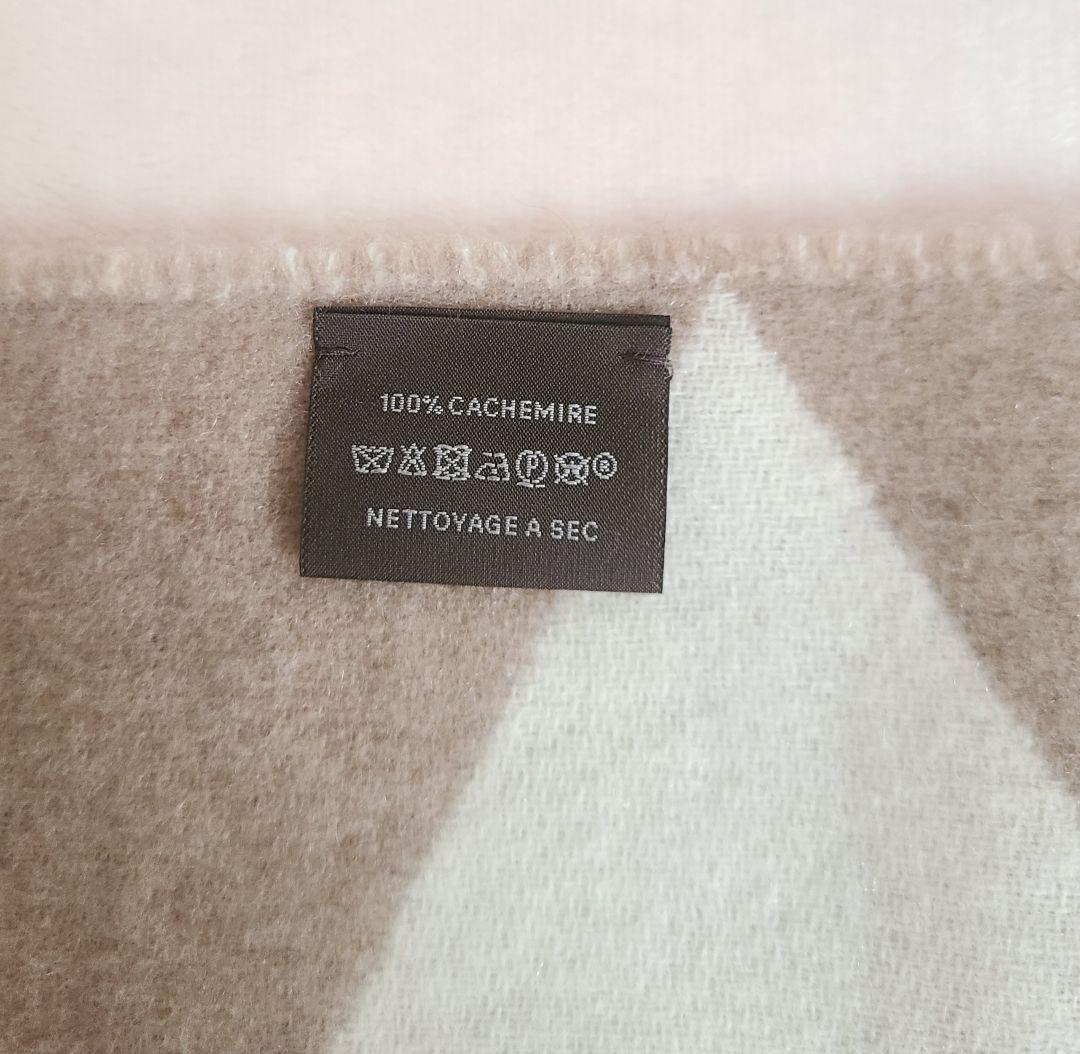 100% CACHEMIRE
P ®
NETTOYAGE A SEC